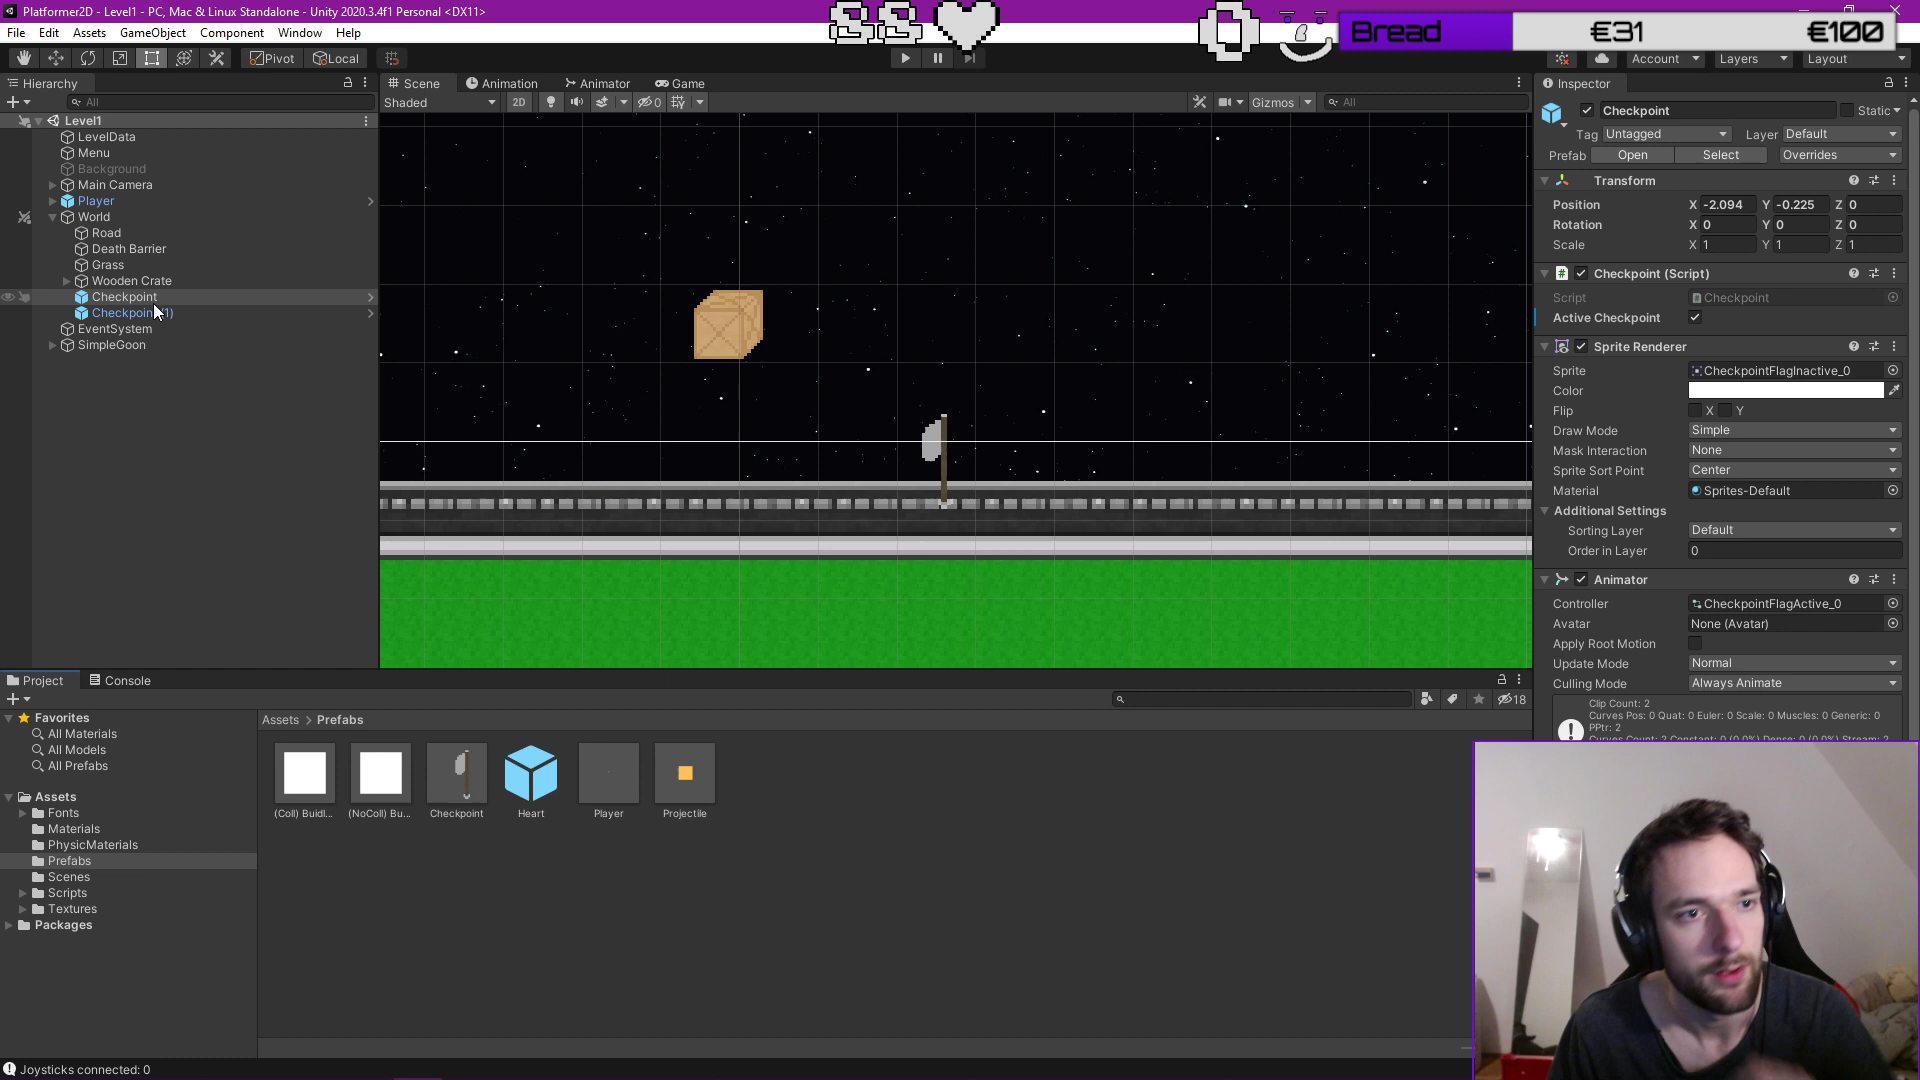 Platformer2D - Level1 - PC, Mac & Linux Standalone - Unity 2020.3.4f1 Personal <DX11>
File Edit Assets GameObject Component Window Help
Bread €31 €100
Pivot Local
Account Layers Layout
Hierarchy
Scene Animation Animator Game
Inspector
All
Shaded 2D 0 Gizmos All
Checkpoint Static
Tag Untagged Layer Default
Prefab Open Select Overrides
Level1
LevelData
Menu
Background
Main Camera
Player
World
Road
Death Barrier
Grass
Wooden Crate
Checkpoint
EventSystem
SimpleGoon
Transform
Position X -2.094 Y -0.225 Z 0
Rotation X 0 Y 0 Z 0
Scale X 1 Y 1 Z 1
Checkpoint (Script)
Script Checkpoint
Active Checkpoint
Sprite Renderer
Sprite CheckpointFlagInactive_0
Color
Flip X Y
Draw Mode Simple
Mask Interaction None
Sprite Sort Point Center
Material Sprites-Default
Additional Settings
Sorting Layer Default
Order in Layer 0
Animator
Controller CheckpointFlagActive_0
Avatar None (Avatar)
Apply Root Motion
Update Mode Normal
Culling Mode Always Animate
Clip Count: 2
Curves Pos: 0 Quat: 0 Euler: 0 Scale: 0 Muscles: 0 Generic: 0
PPtr: 2
Project Console
18
Favorites
All Materials
All Models
All Prefabs
Assets
Fonts
Materials
PhysicMaterials
Prefabs
Scenes
Scripts
Textures
Packages
Assets > Prefabs
(Coll) Buidl... (NoColl) Bu... Checkpoint Heart Player Projectile
Joysticks connected: 0